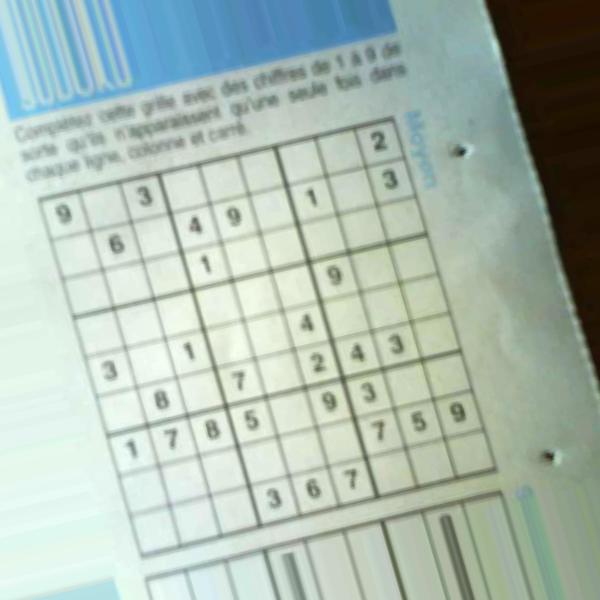 SUDOKU
Complétez cette grille avec des chiffres de 1 à 9 de
sorte qu'ils n'apparaissent qu'une seule fois dans
chaque ligne, colonne et carré.
Moyen
9 3 2
6 4 9 1 3
1
9
3 1 4
8 7 2 4 3
1 7 8 5 9 3
7 5 9
3 6 7